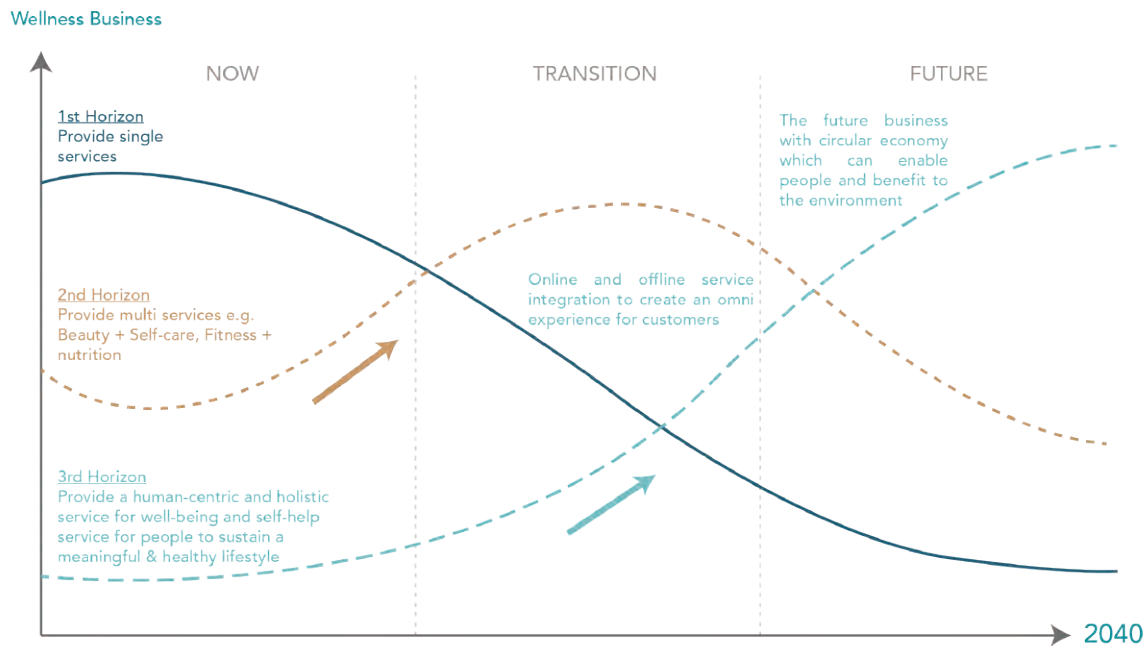 Wellness Business
NOW
TRANSITION
FUTURE
1st Horizon
Provide single
services
The future business
with circular economy
which can enable
people and benefit to
the environment
2nd Horizon
Provide multi services e.g.
Beauty + Self-care, Fitness +
nutrition
Online and offline service
integration to create an omni
experience for customers
3rd Horizon
Provide a human-centric and holistic
service for well-being and self-help
service for people to sustain a
meaningful & healthy lifestyle
2040